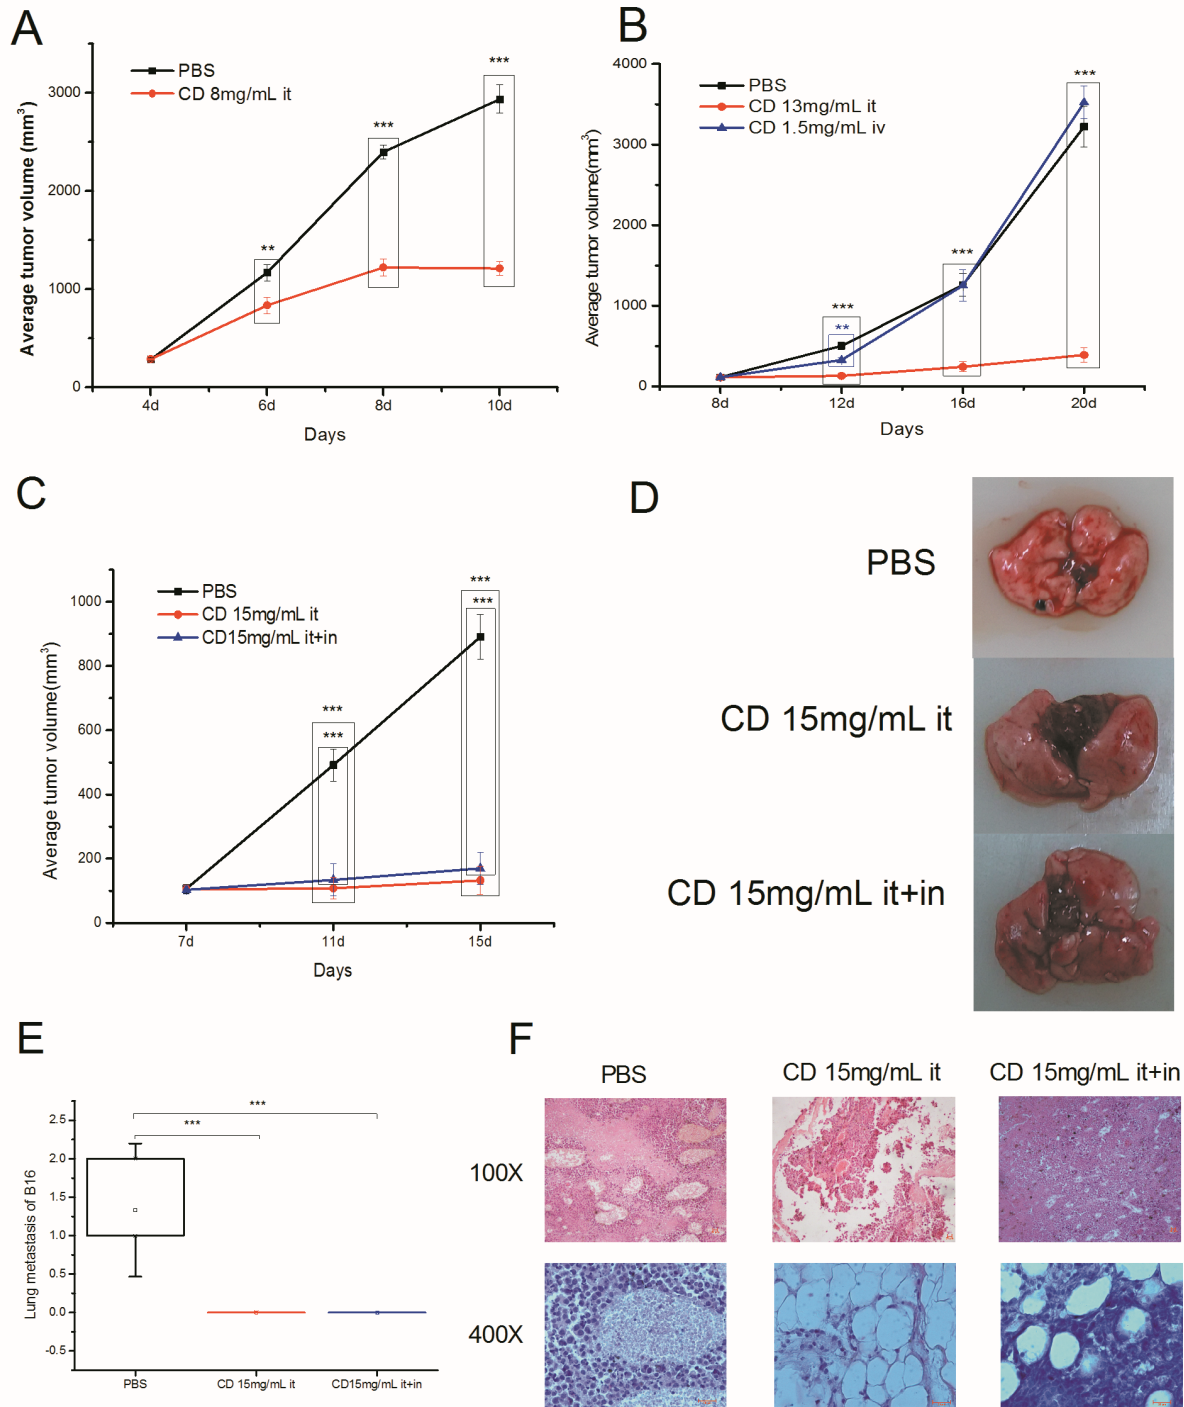 A
PBS
CD 8mg/mL it
Average tumor volume (mm³)
3000
2000
1000
0
**
***
***
4d 6d 8d 10d
Days
B
PBS
CD 13mg/mL it
CD 1.5mg/mL iv
Average tumor volume(mm³)
4000
3000
2000
1000
0
***
**
***
***
8d 12d 16d 20d
Days
C
PBS
CD 15mg/mL it
CD15mg/mL it+in
Average tumor volume(mm³)
1000
800
600
400
200
0
***
***
***
***
7d 11d 15d
Days
D
PBS
CD 15mg/mL it
CD 15mg/mL it+in
E
Lung metastasis of B16
2.5
2.0
1.5
1.0
0.5
0.0
-0.5
***
***
PBS CD 15mg/mL it CD15mg/mL it+in
F
PBS CD 15mg/mL it CD 15mg/mL it+in
100X
400X